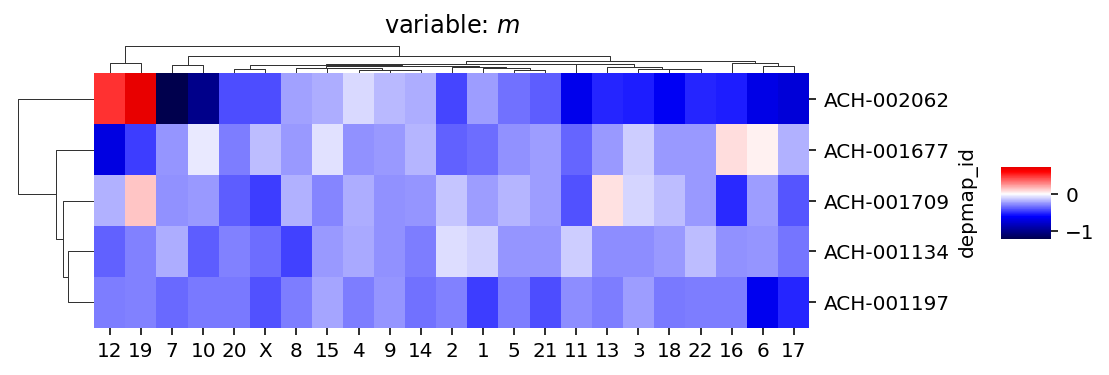 variable: m
ACH-002062
ACH-001677
ACH-001709
ACH-001134
ACH-001197
depmap_id
0
−1
12 19 7 10 20 X 8 15 4 9 14 2 1 5 21 11 13 3 18 22 16 6 17